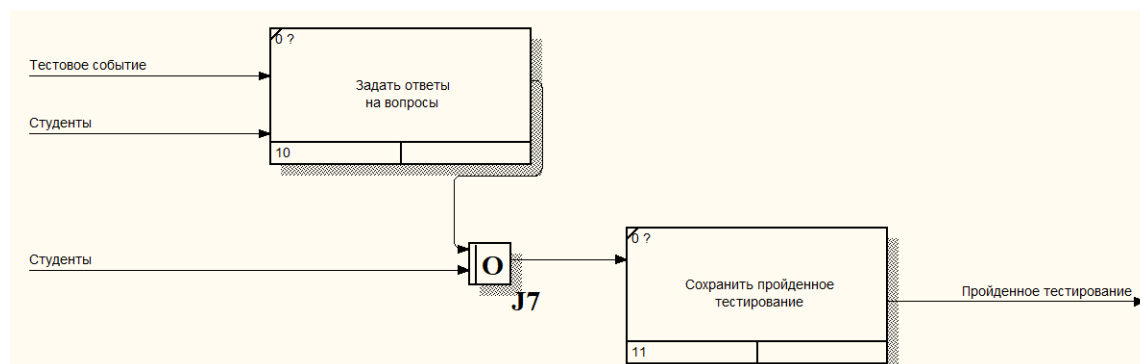 0 ?
Тестовое событие
Задать ответы
на вопросы
Студенты
10
Студенты
O
J7
0 ?
Сохранить пройденное
тестирование
Пройденное тестирование
11